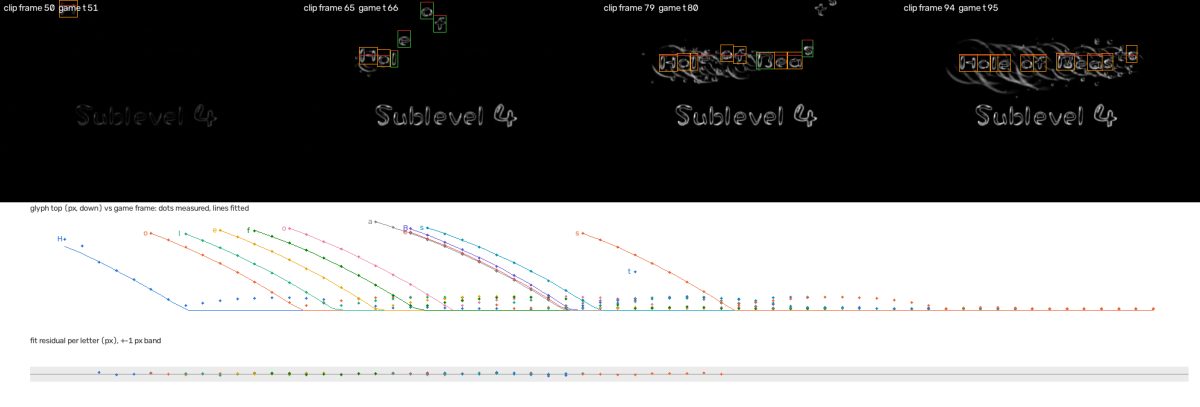 clip frame 50 game t 51
clip frame 65 game t 66
clip frame 79 game t 80
clip frame 94 game t 95
Sublevel 4
Sublevel 4
Sublevel 4
Sublevel 4
glyph top (px, down) vs game frame: dots measured, lines fitted
H
o
l
e
f
o
a
s
s
t
fit residual per letter (px), +-1 px band